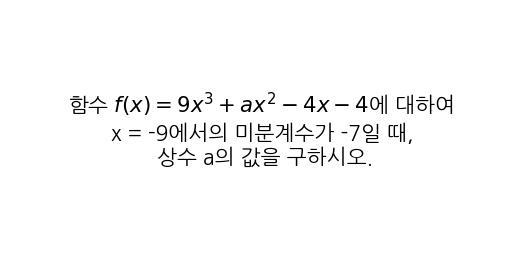 함수 f(x) = 9x³ + ax² − 4x − 4에 대하여
x = -9에서의 미분계수가 -7일 때,
상수 a의 값을 구하시오.